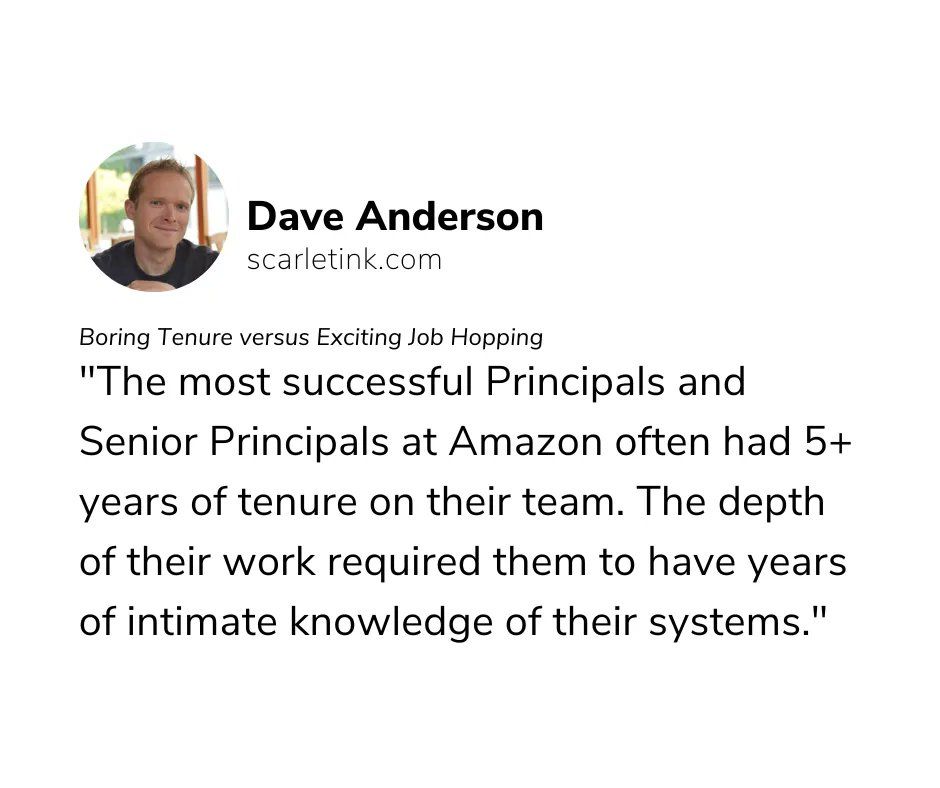 Dave Anderson
scarletink.com
Boring Tenure versus Exciting Job Hopping
"The most successful Principals and
Senior Principals at Amazon often had 5+
years of tenure on their team. The depth
of their work required them to have years
of intimate knowledge of their systems."